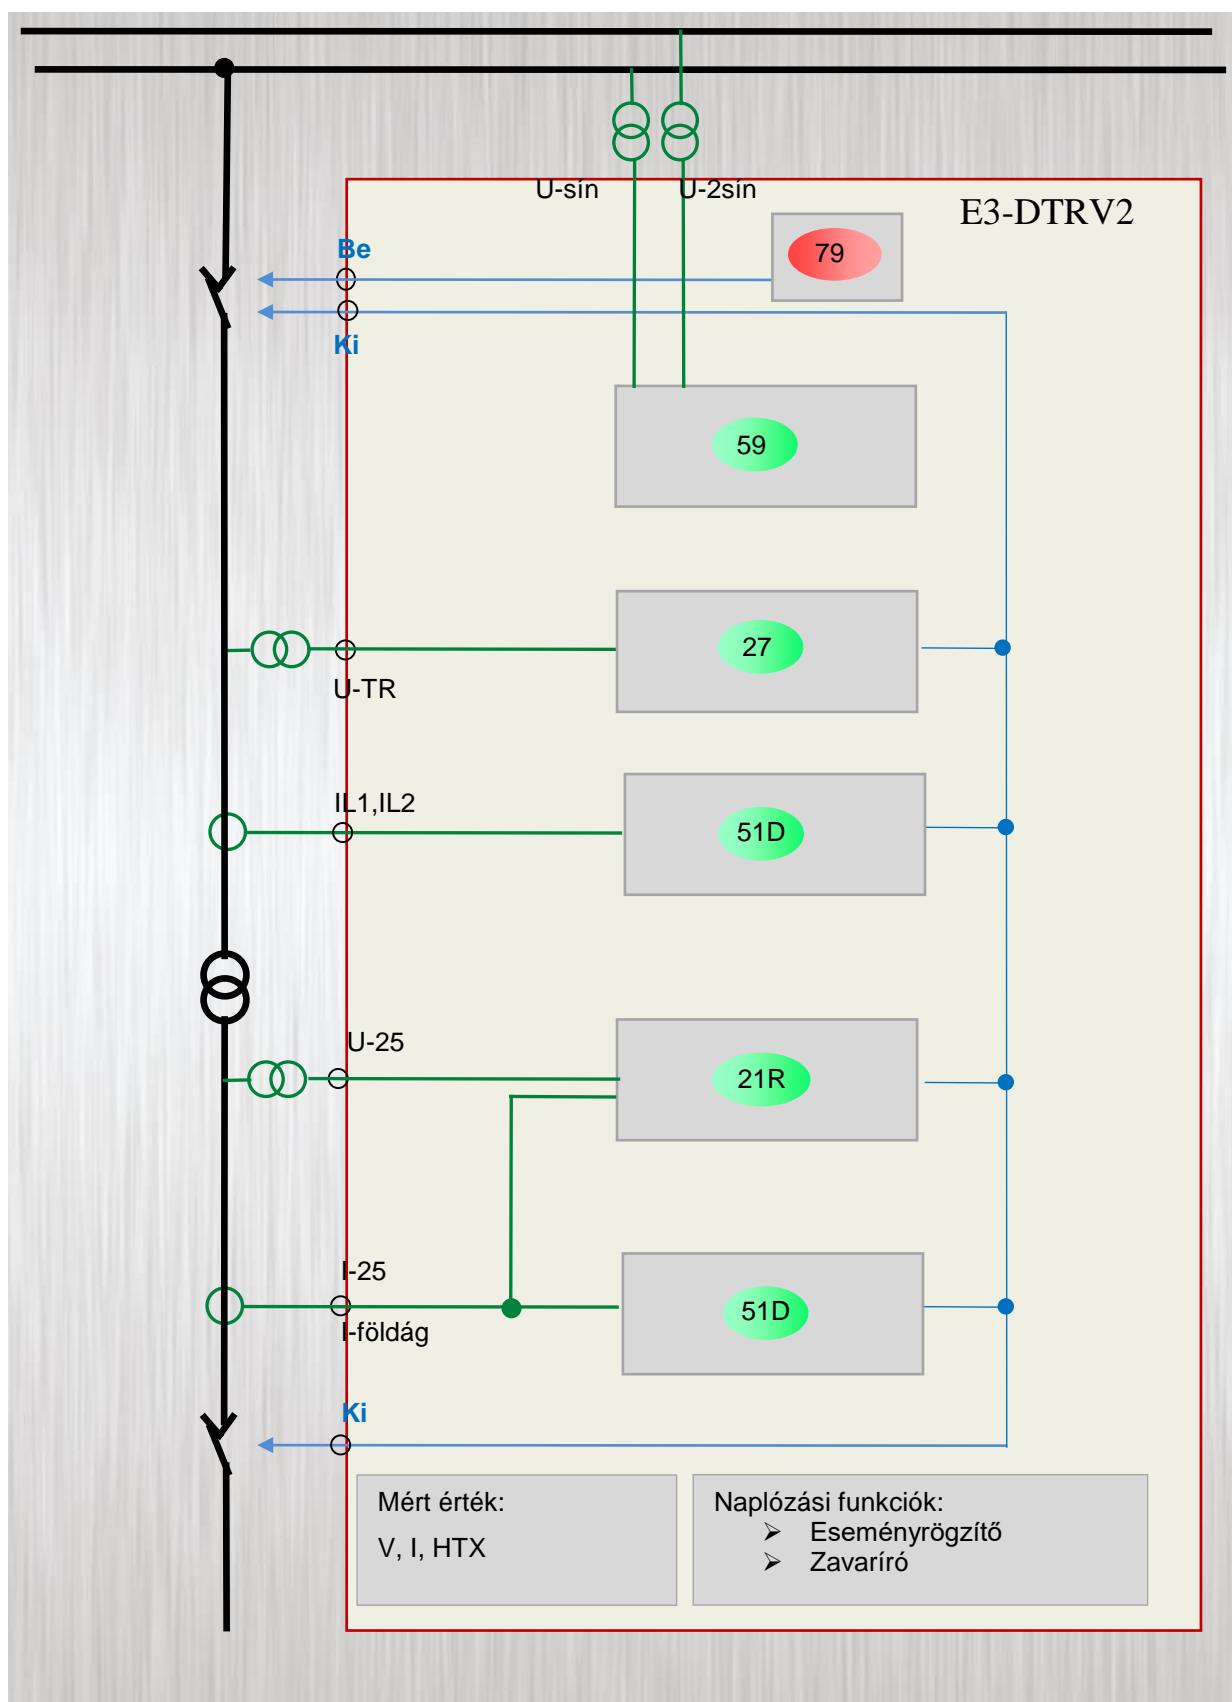 U-sín
U-2sín
E3-DTRV2
79
Be
Ki
59
27
U-TR
IL1,IL2
51D
U-25
21R
I-25
51D
I-földág
Ki
Mért érték:
V, I, HTX
Naplózási funkciók:
➢ Eseményrögzítő
➢ Zavaríró